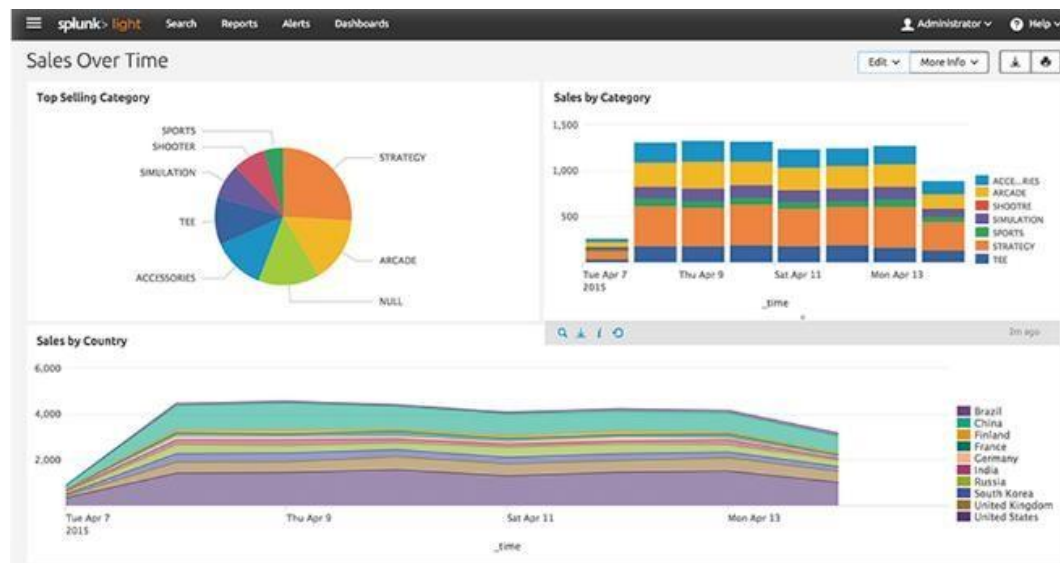 splunk> light Search Reports Alerts Dashboards Administrator Help
Sales Over Time
Edit More Info
Top Selling Category
SPORTS
SHOOTER
SIMULATION
TEE
ACCESSORIES
STRATEGY
ARCADE
NULL
Sales by Category
1,500
1,000
500
Tue Apr 7
2015
Thu Apr 9
Sat Apr 11
Mon Apr 13
_time
ACCE...RIES
ARCADE
SHOOTRE
SIMULATION
SPORTS
STRATEGY
TEE
2m ago
Sales by Country
6,000
4,000
2,000
Tue Apr 7
2015
Thu Apr 9
Sat Apr 11
Mon Apr 13
_time
Brazil
China
Finland
France
Germany
India
Russia
South Korea
United Kingdom
United States